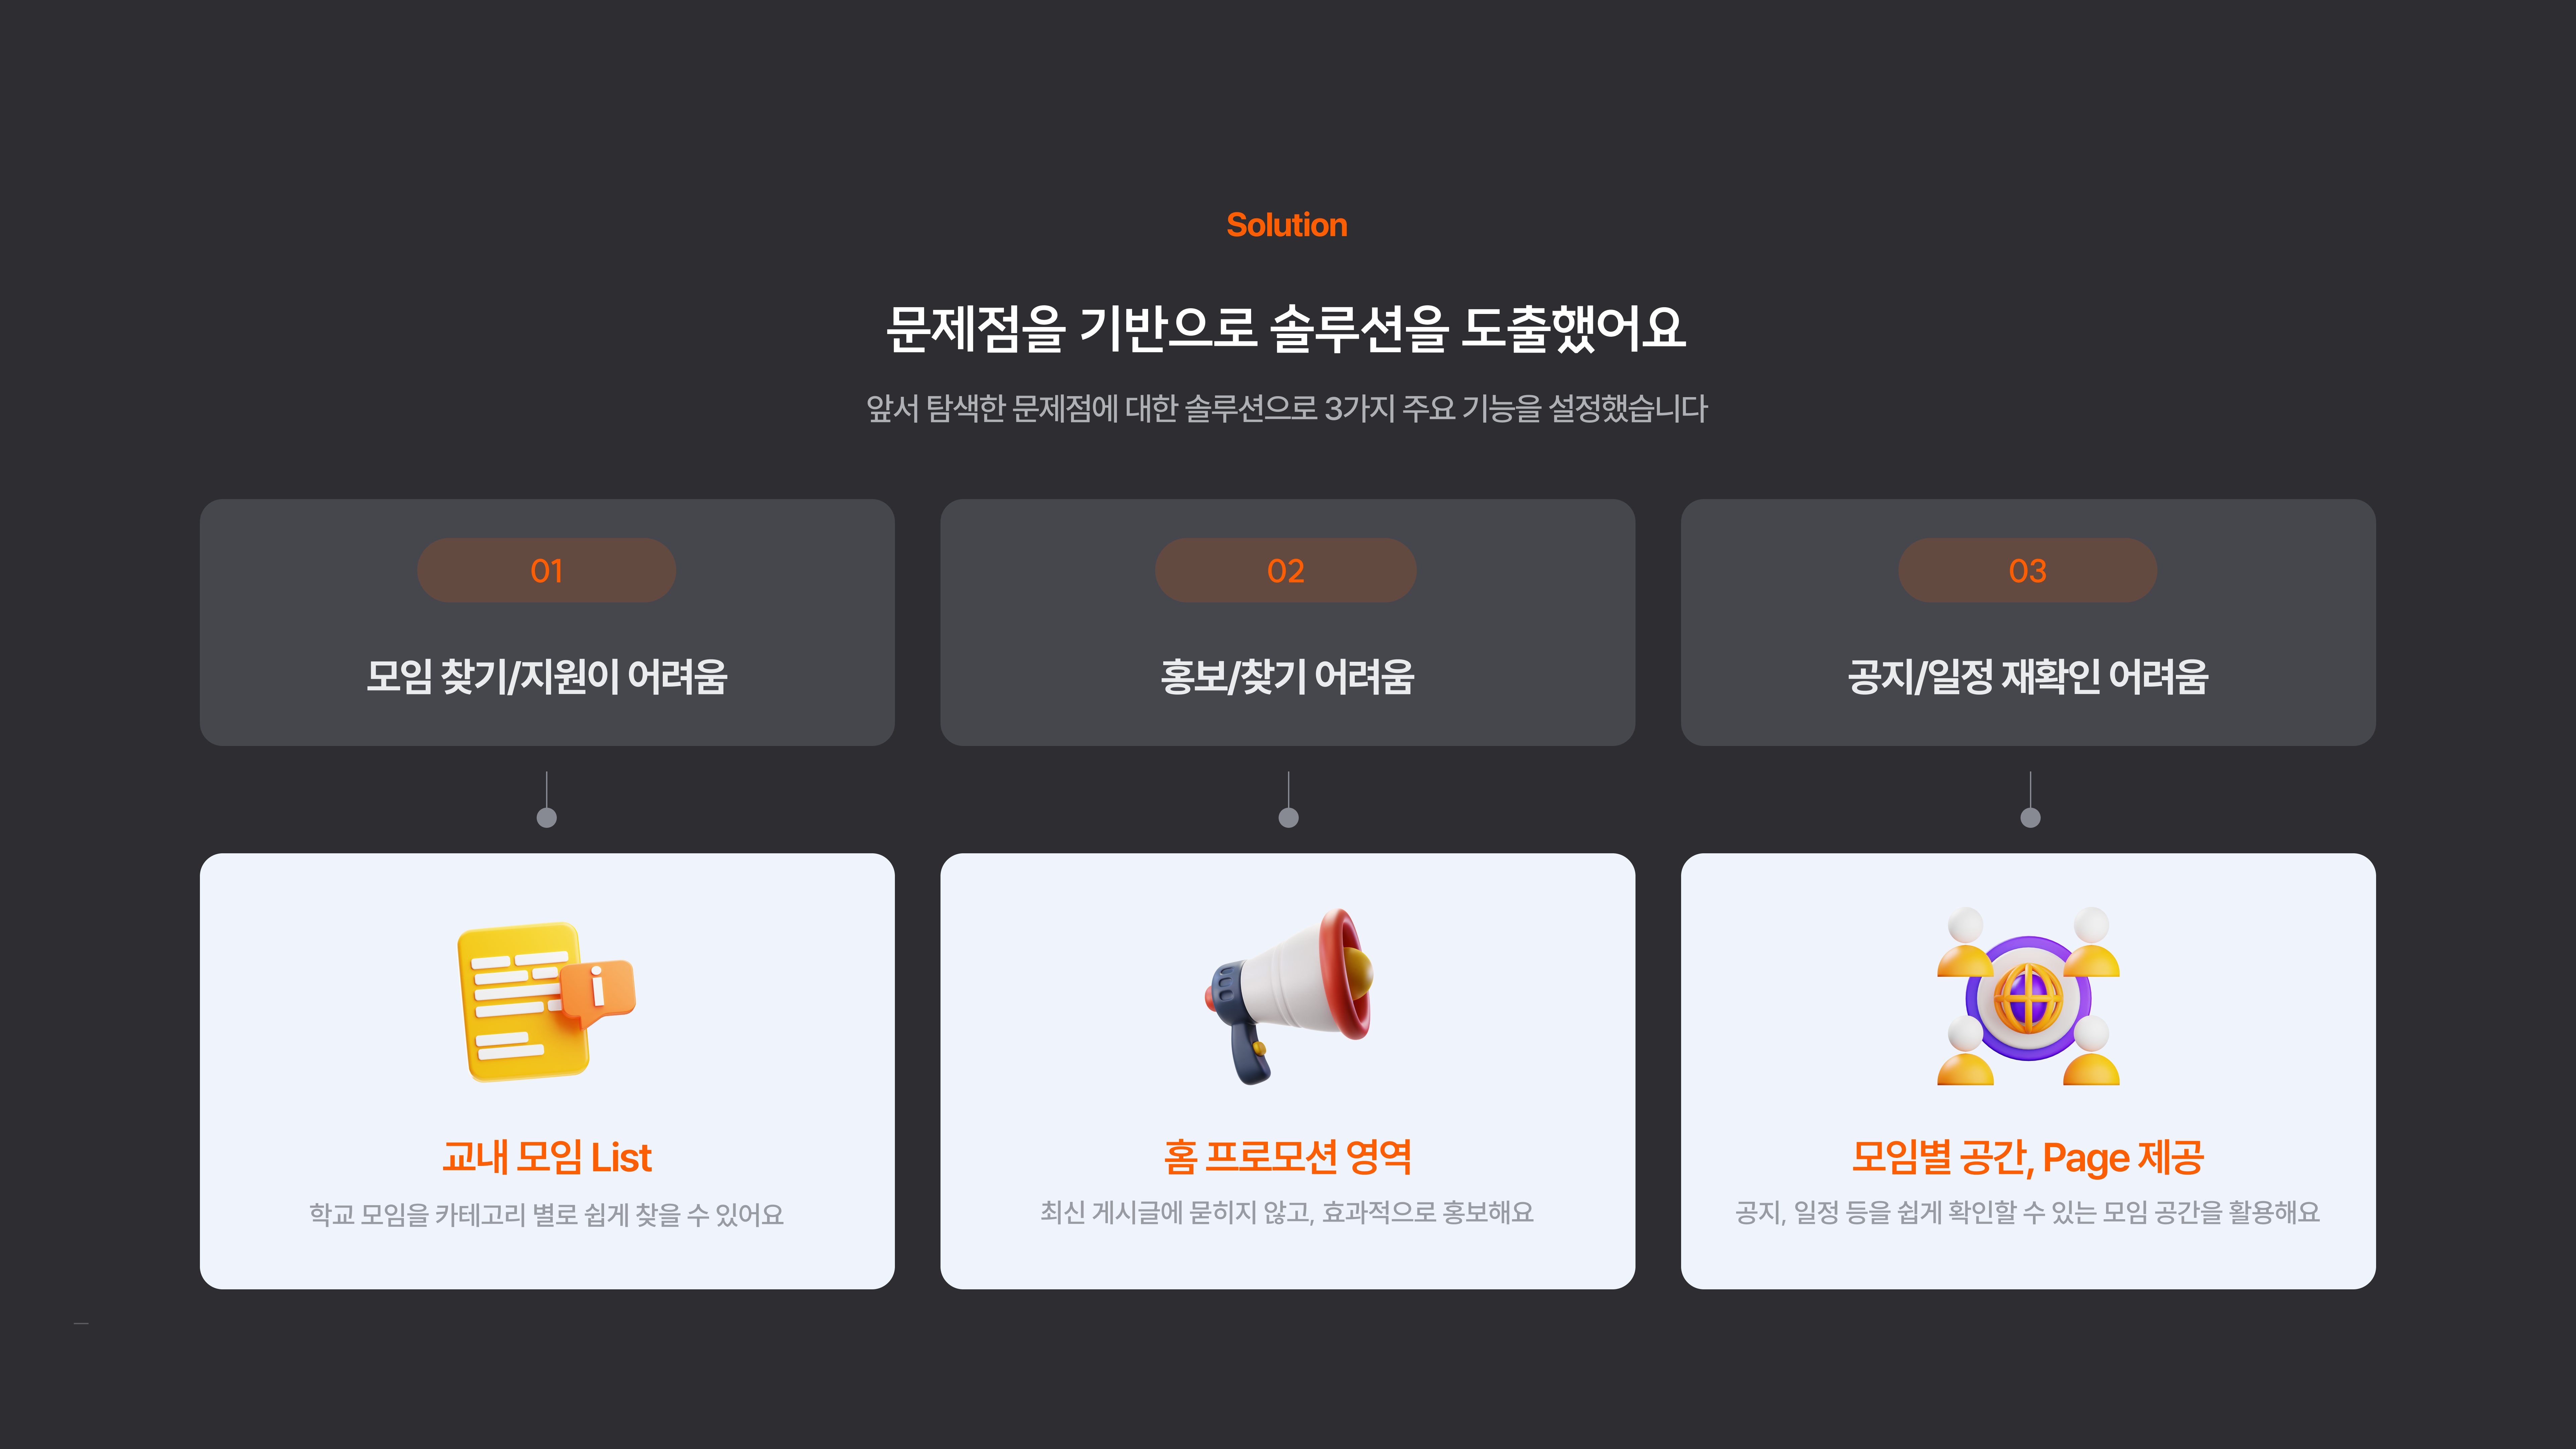 Solution
문제점을 기반으로 솔루션을 도출했어요
앞서 탐색한 문제점에 대한 솔루션으로 3가지 주요 기능을 설정했습니다
01
모임 찾기/지원이 어려움
02
홍보/찾기 어려움
03
공지/일정 재확인 어려움
i
교내 모임 List
학교 모임을 카테고리 별로 쉽게 찾을 수 있어요
홈 프로모션 영역
최신 게시글에 묻히지 않고, 효과적으로 홍보해요
모임별 공간, Page 제공
공지, 일정 등을 쉽게 확인할 수 있는 모임 공간을 활용해요